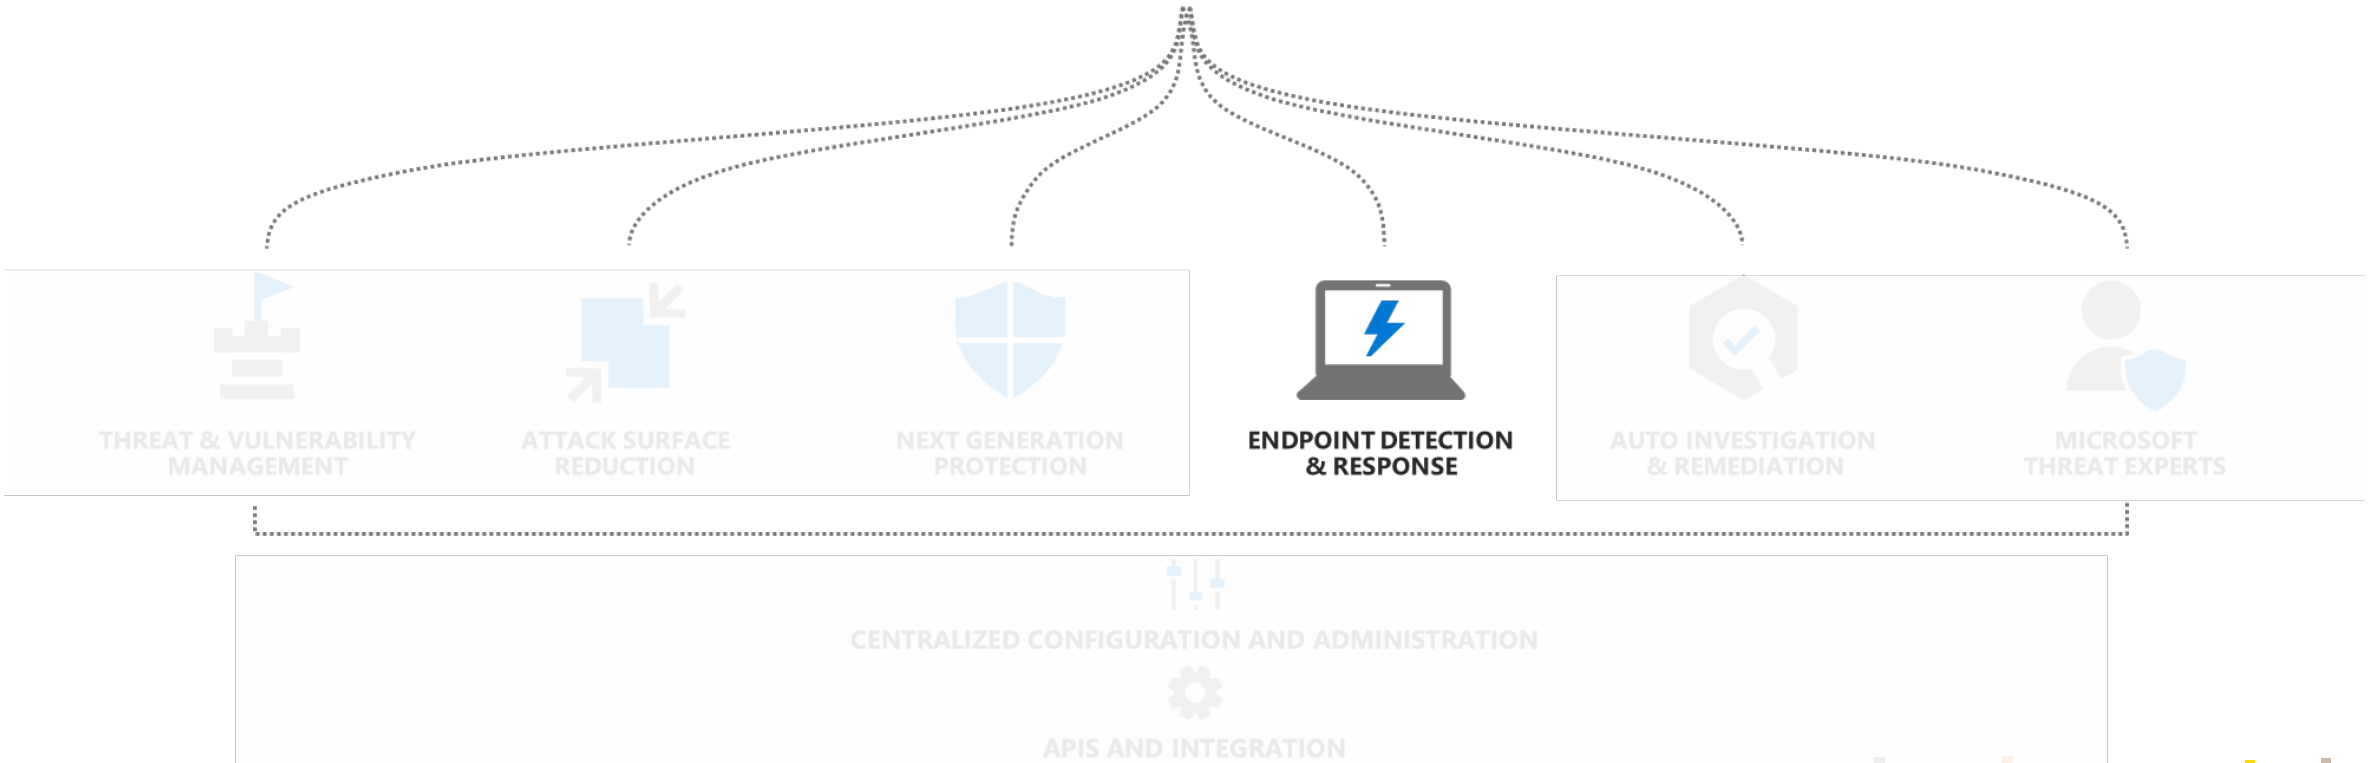 THREAT & VULNERABILITY
MANAGEMENT
ATTACK SURFACE
REDUCTION
NEXT GENERATION
PROTECTION
ENDPOINT DETECTION
& RESPONSE
AUTO INVESTIGATION
& REMEDIATION
MICROSOFT
THREAT EXPERTS
CENTRALIZED CONFIGURATION AND ADMINISTRATION
APIS AND INTEGRATION